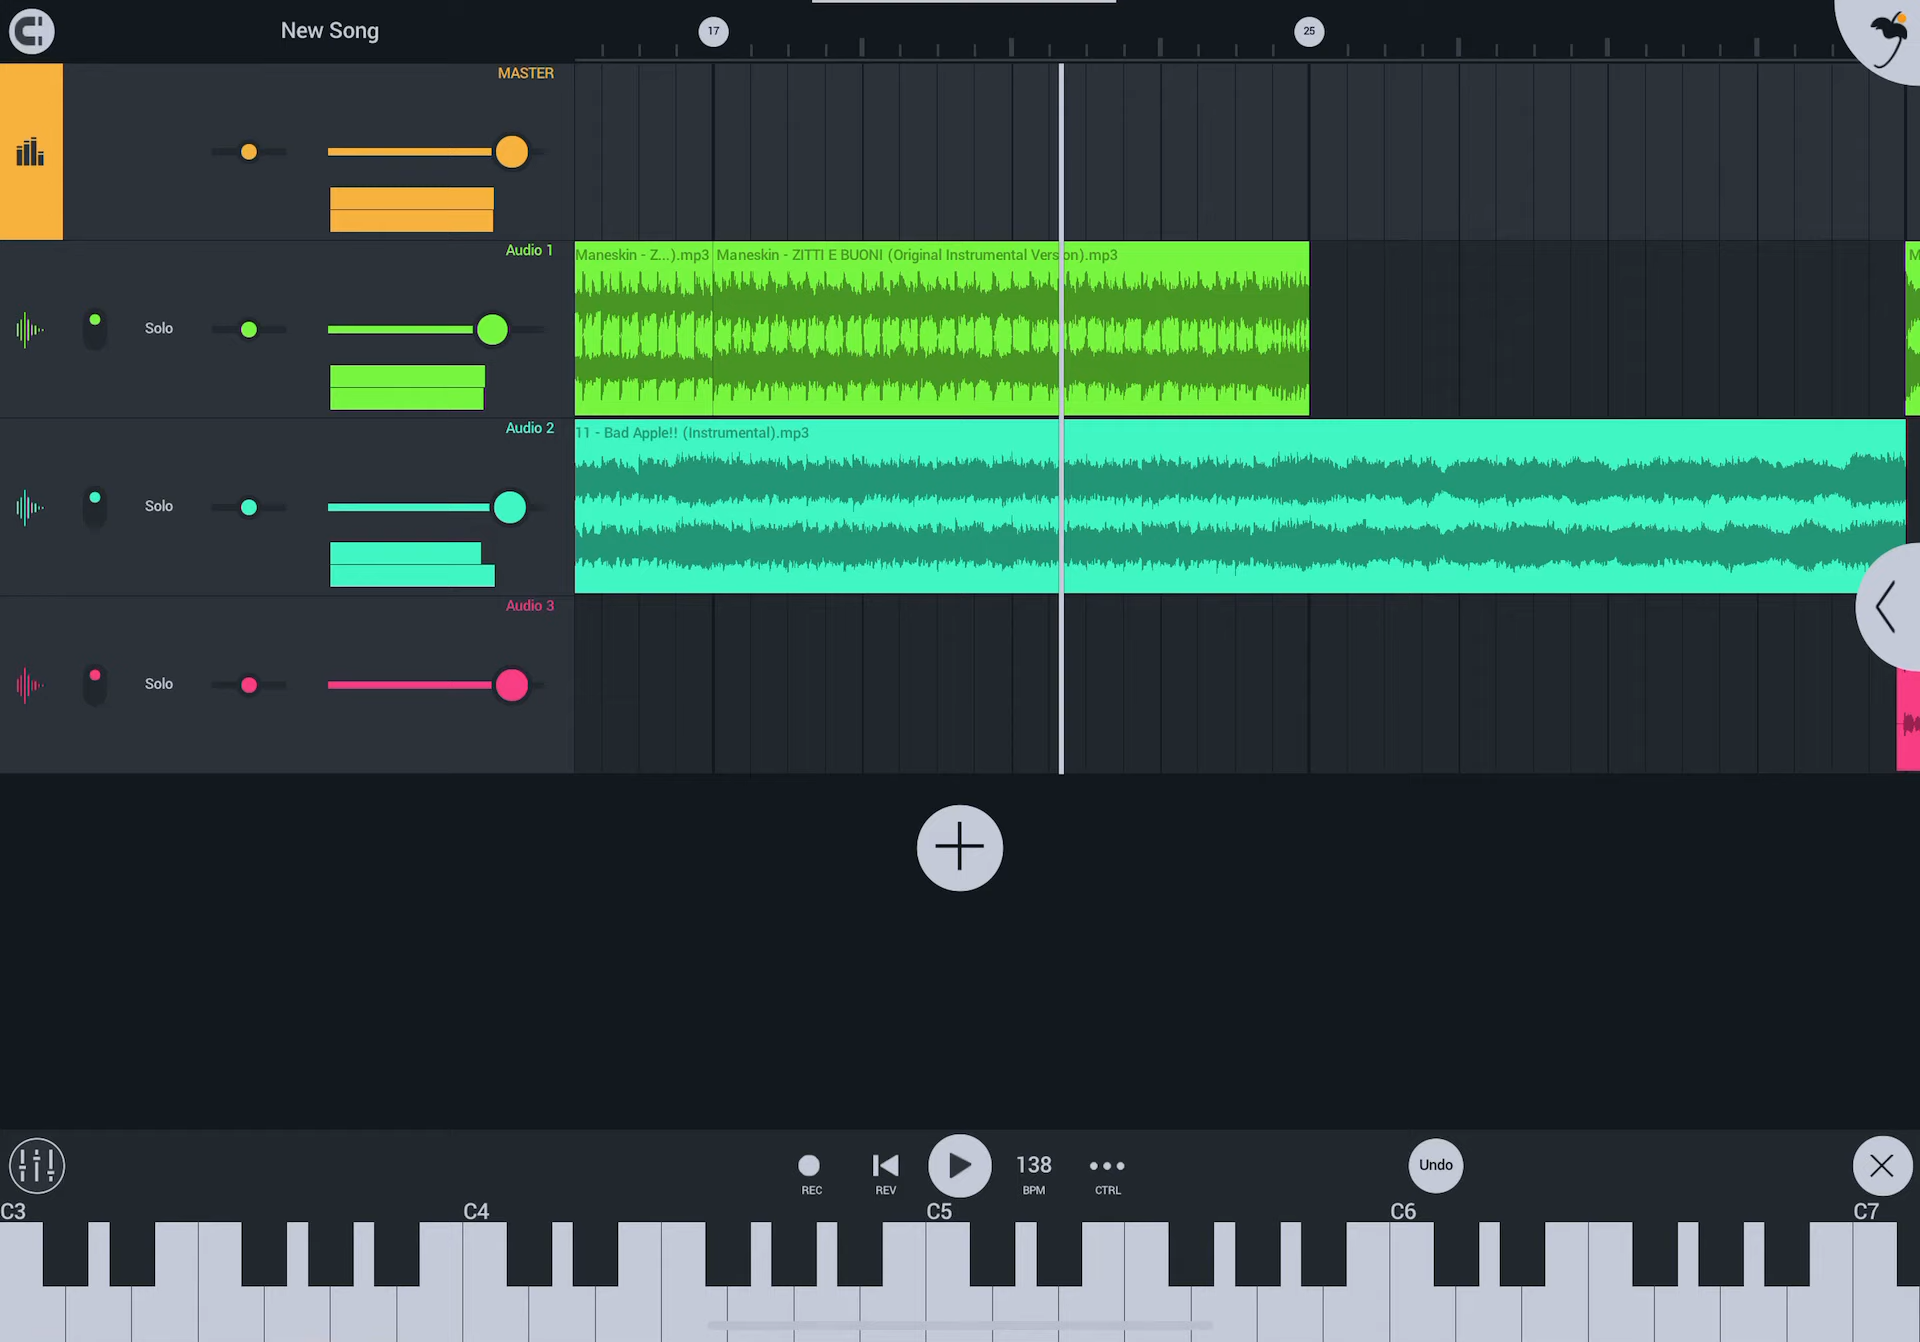 New Song
17
25
MASTER
Audio 1
Maneskin - Z...).mp3
Maneskin - ZITTI E BUONI (Original Instrumental Version).mp3
M
Solo
Audio 2
11 - Bad Apple!! (Instrumental).mp3
Solo
Audio 3
Solo
138
Undo
REC
REV
BPM
CTRL
C3
C4
C5
C6
C7